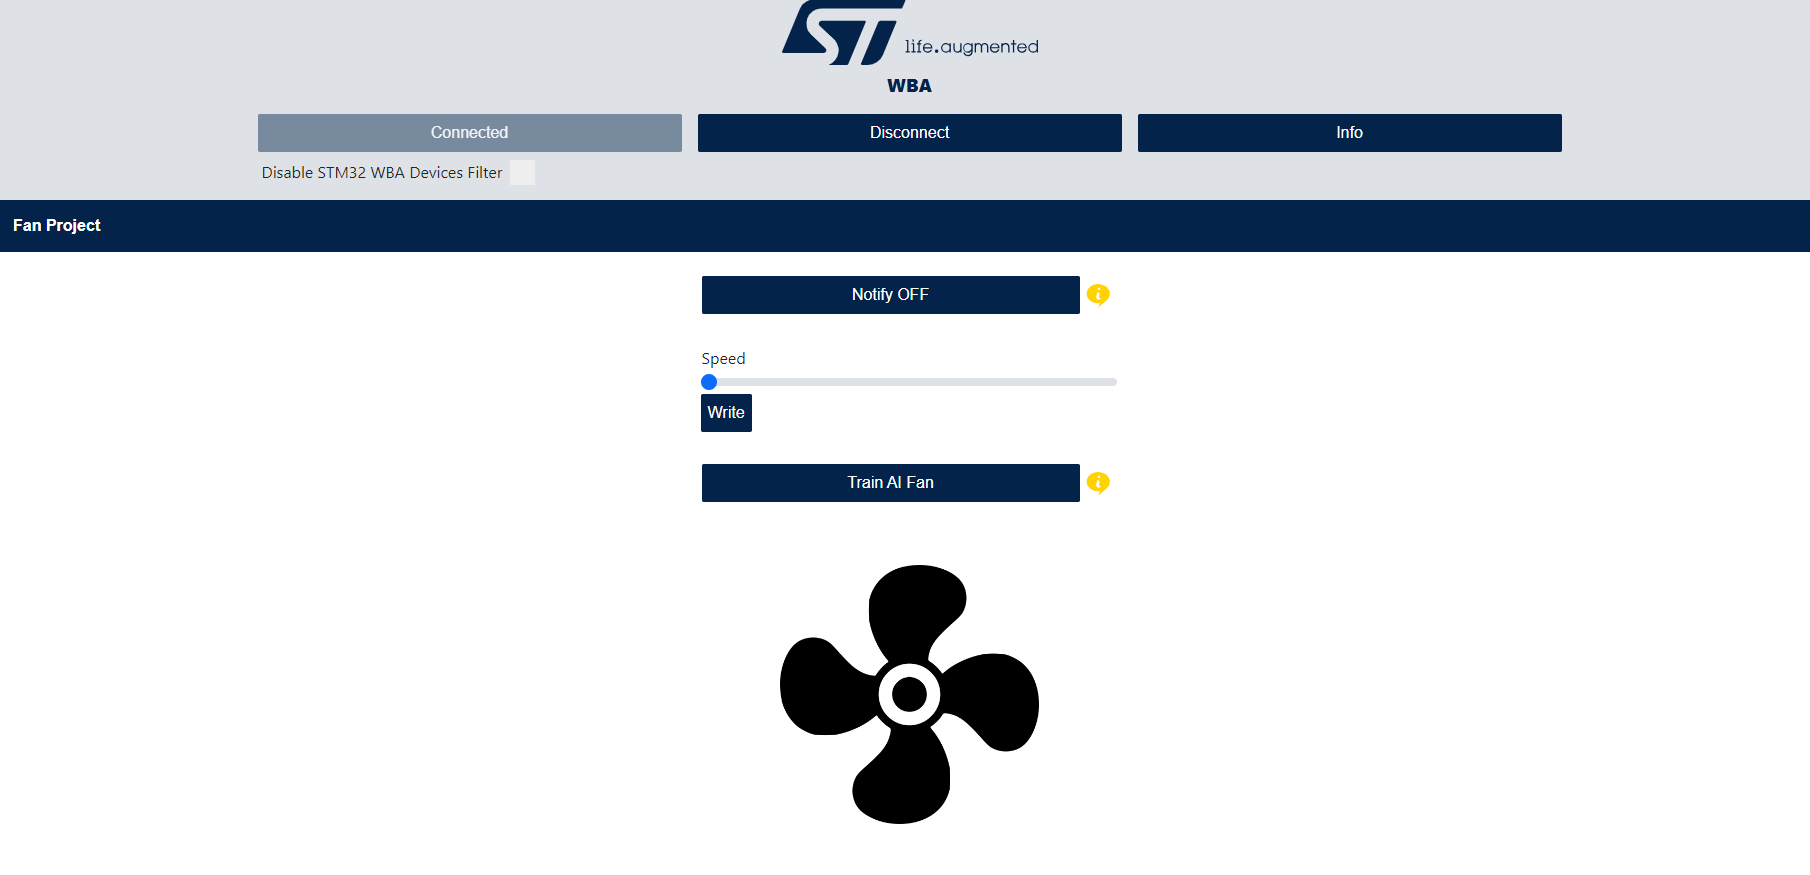 ST life.augmented
WBA
Connected
Disconnect
Info
Disable STM32 WBA Devices Filter
Fan Project
Notify OFF
i
Speed
Write
Train AI Fan
i